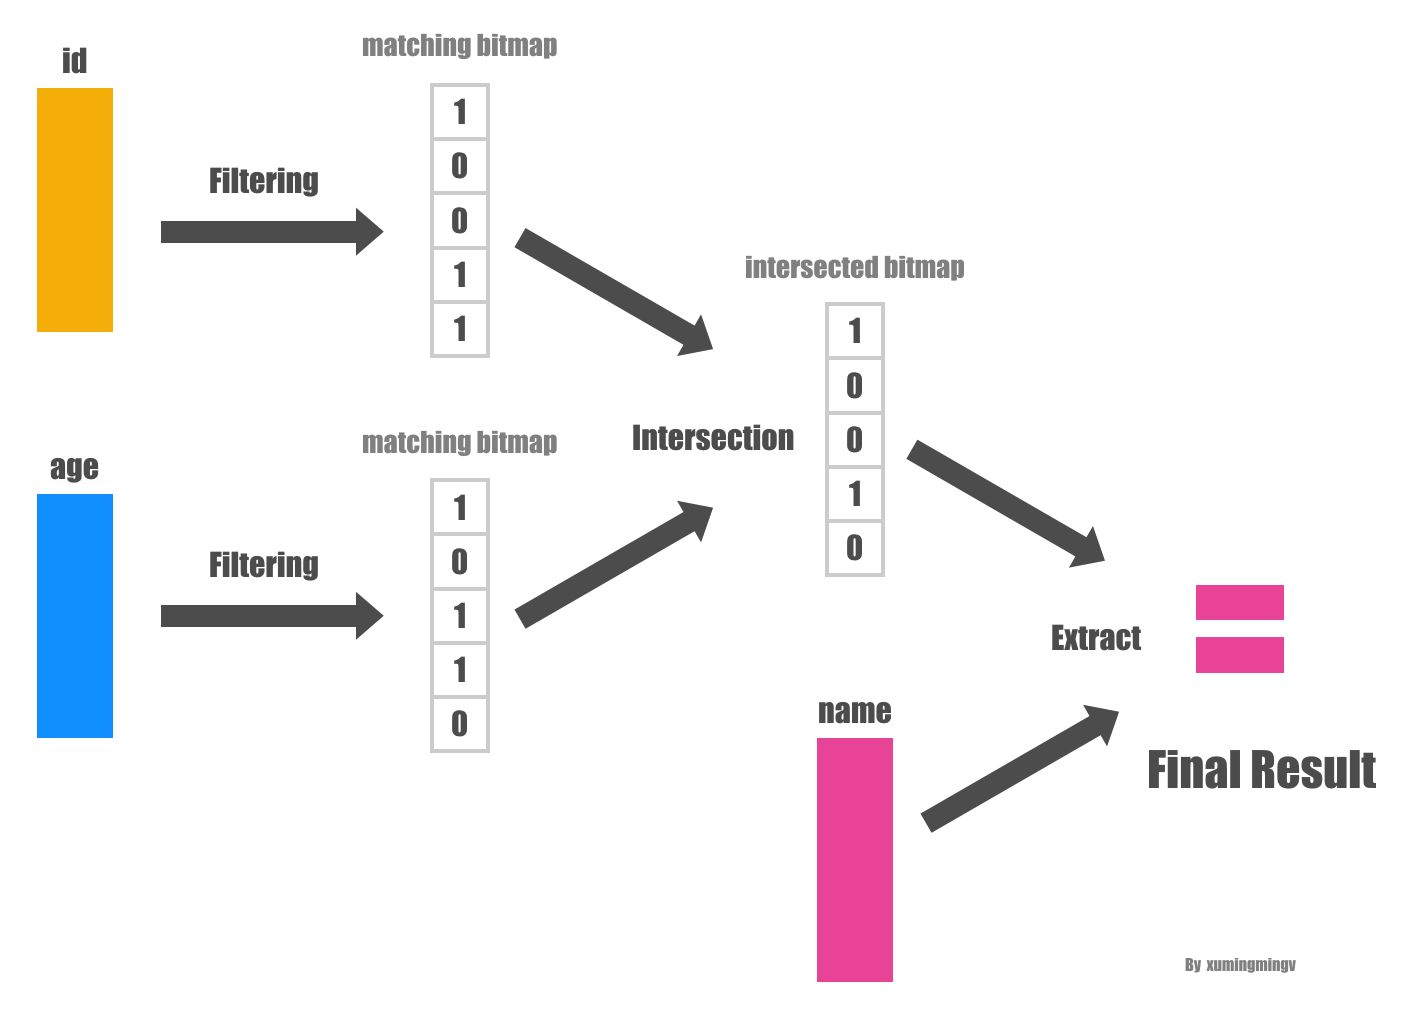 id
matching bitmap
Filtering
1
0
0
1
1
age
matching bitmap
Filtering
1
0
1
1
0
Intersection
intersected bitmap
1
0
0
1
0
name
Extract
Final Result
By xumingmingv